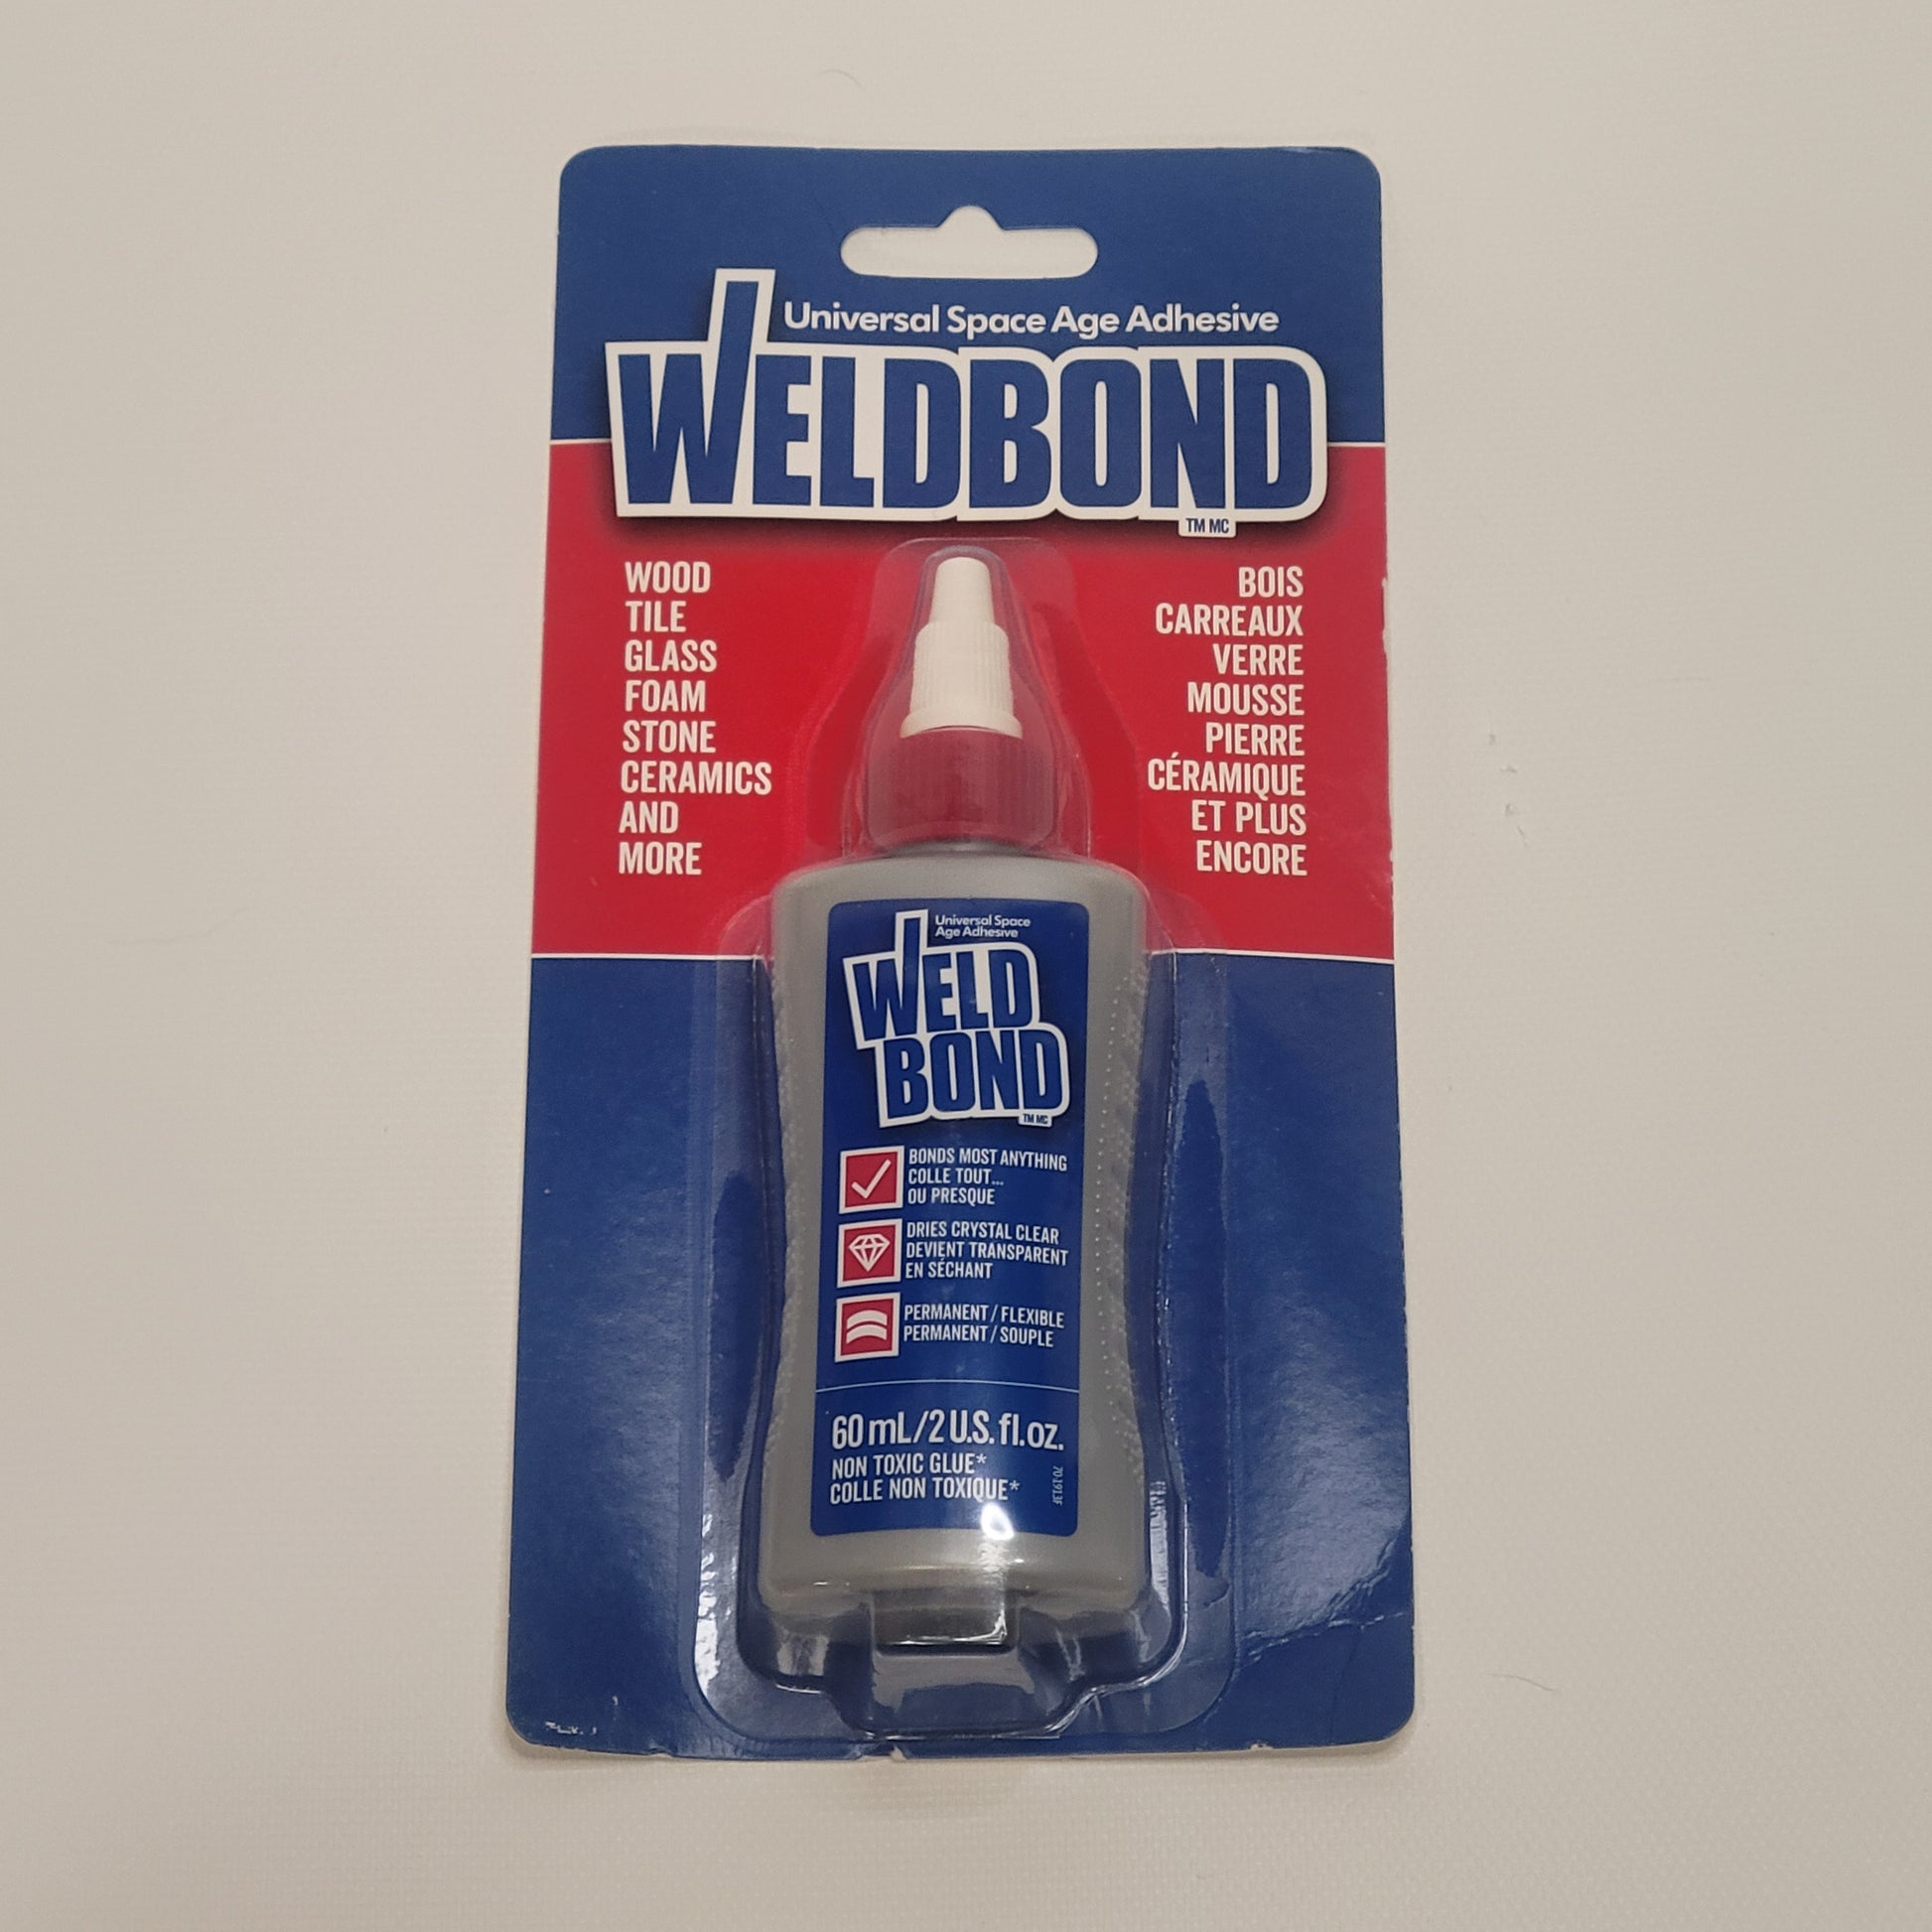 Universal Space Age Adhesive
WELDBOND
TM MC
WOOD
TILE
GLASS
FOAM
STONE
CERAMICS
AND
MORE
BOIS
CARREAUX
VERRE
MOUSSE
PIERRE
CÉRAMIQUE
ET PLUS
ENCORE
Universal Space
Age Adhesive
WELD
BOND
TM MC
BONDS MOST ANYTHING
COLLE TOUT...
OU PRESQUE
DRIES CRYSTAL CLEAR
DEVIENT TRANSPARENT
EN SÉCHANT
PERMANENT / FLEXIBLE
PERMANENT / SOUPLE
60 mL/2 U.S. fl. oz.
NON TOXIC GLUE*
COLLE NON TOXIQUE*
70-1913F